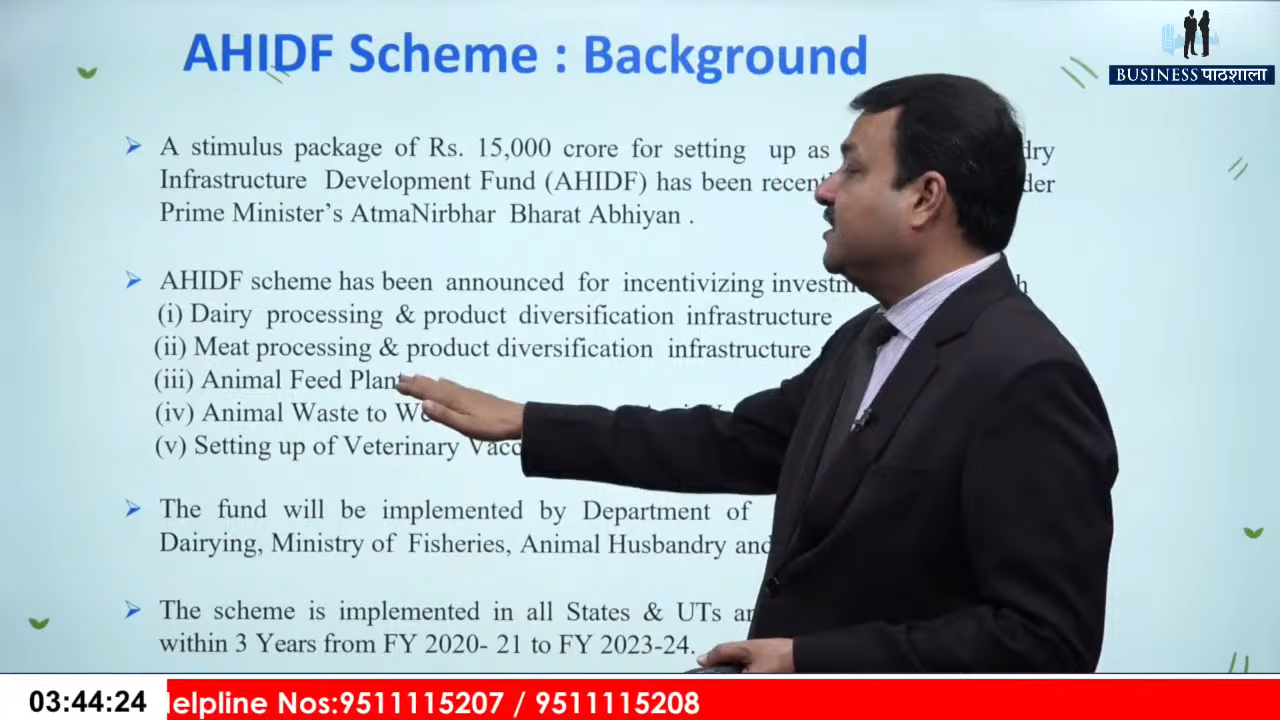 AHIDF Scheme : Background
BUSINESS पाठशाला
➢ A stimulus package of Rs. 15,000 crore for setting up as
Infrastructure Development Fund (AHIDF) has been
Prime Minister's AtmaNirbhar Bharat Abhiyan .
➢ AHIDF scheme has been announced for incentivizing
(i) Dairy processing & product diversification infrastructure
(ii) Meat processing & product diversification infrastructure
(iii) Animal Feed
(iv) Animal Waste to
(v) Setting up of Veterinary
➢ The fund will be implemented by Department of
Dairying, Ministry of Fisheries, Animal Husbandry and
➢ The scheme is implemented in all States & UTs
within 3 Years from FY 2020- 21 to FY 2023-24.
03:44:24
elpline Nos:9511115207 / 9511115208